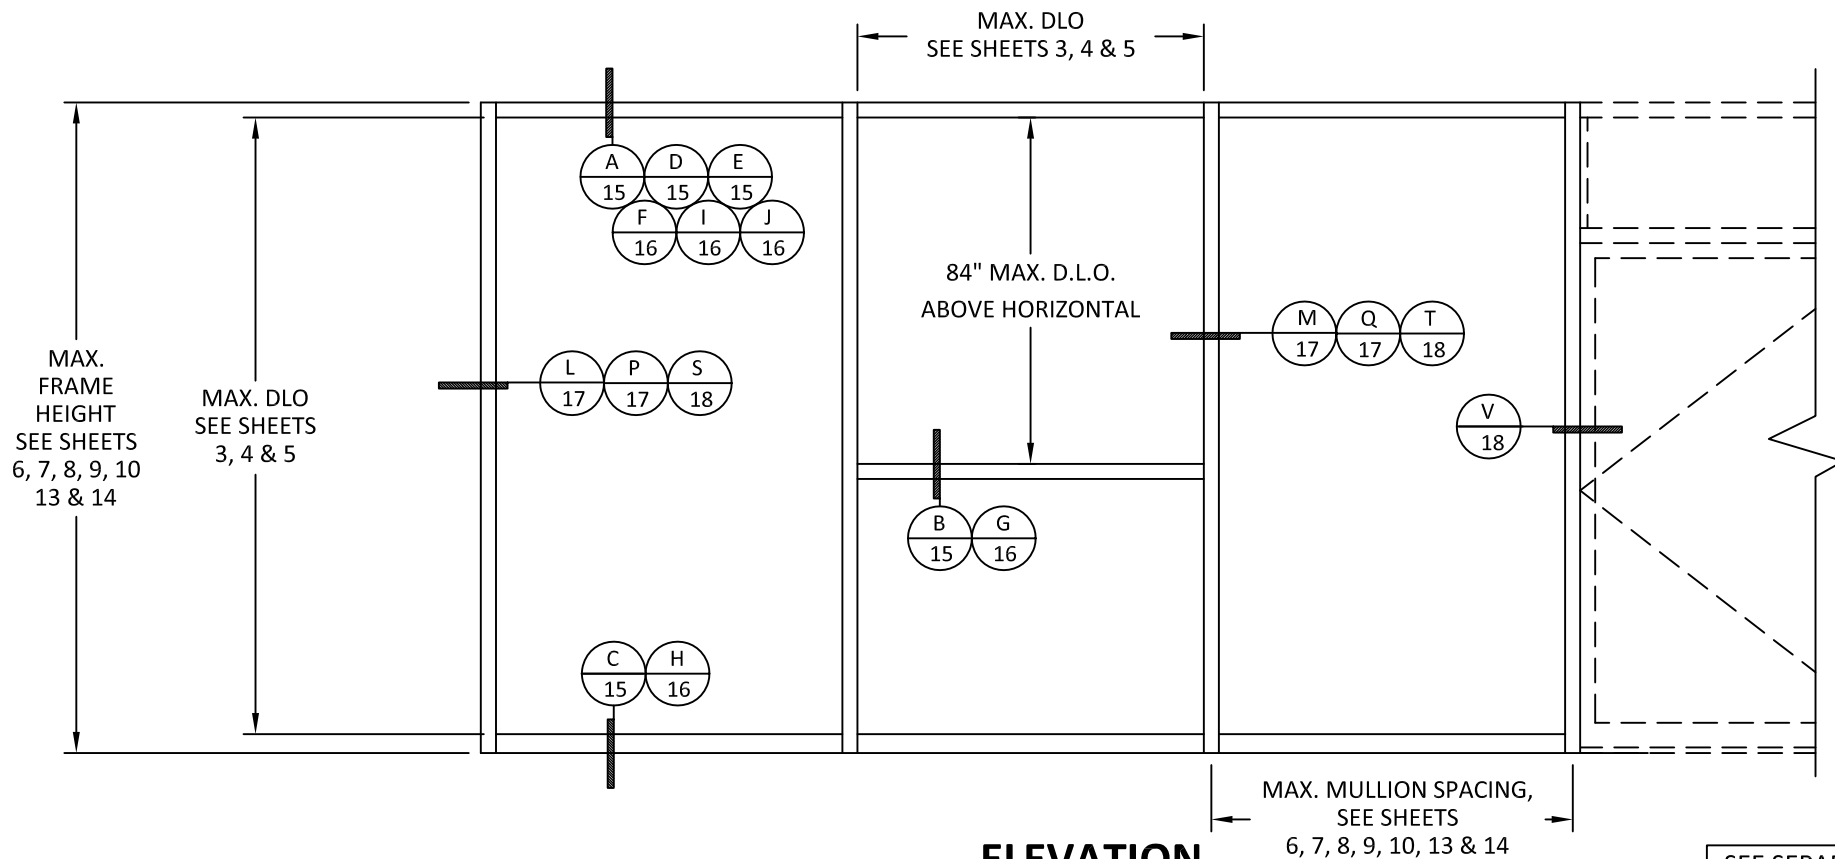 MAX. DLO
SEE SHEETS 3, 4 & 5
A
15
D
15
E
15
F
16
I
16
J
16
84" MAX. D.L.O.
ABOVE HORIZONTAL
MAX.
FRAME
HEIGHT
SEE SHEETS
6, 7, 8, 9, 10
13 & 14
MAX. DLO
SEE SHEETS
3, 4 & 5
L
17
P
17
S
18
M
17
Q
17
T
18
V
18
B
15
G
16
C
15
H
16
MAX. MULLION SPACING,
SEE SHEETS
6, 7, 8, 9, 10, 13 & 14
ELEVATION